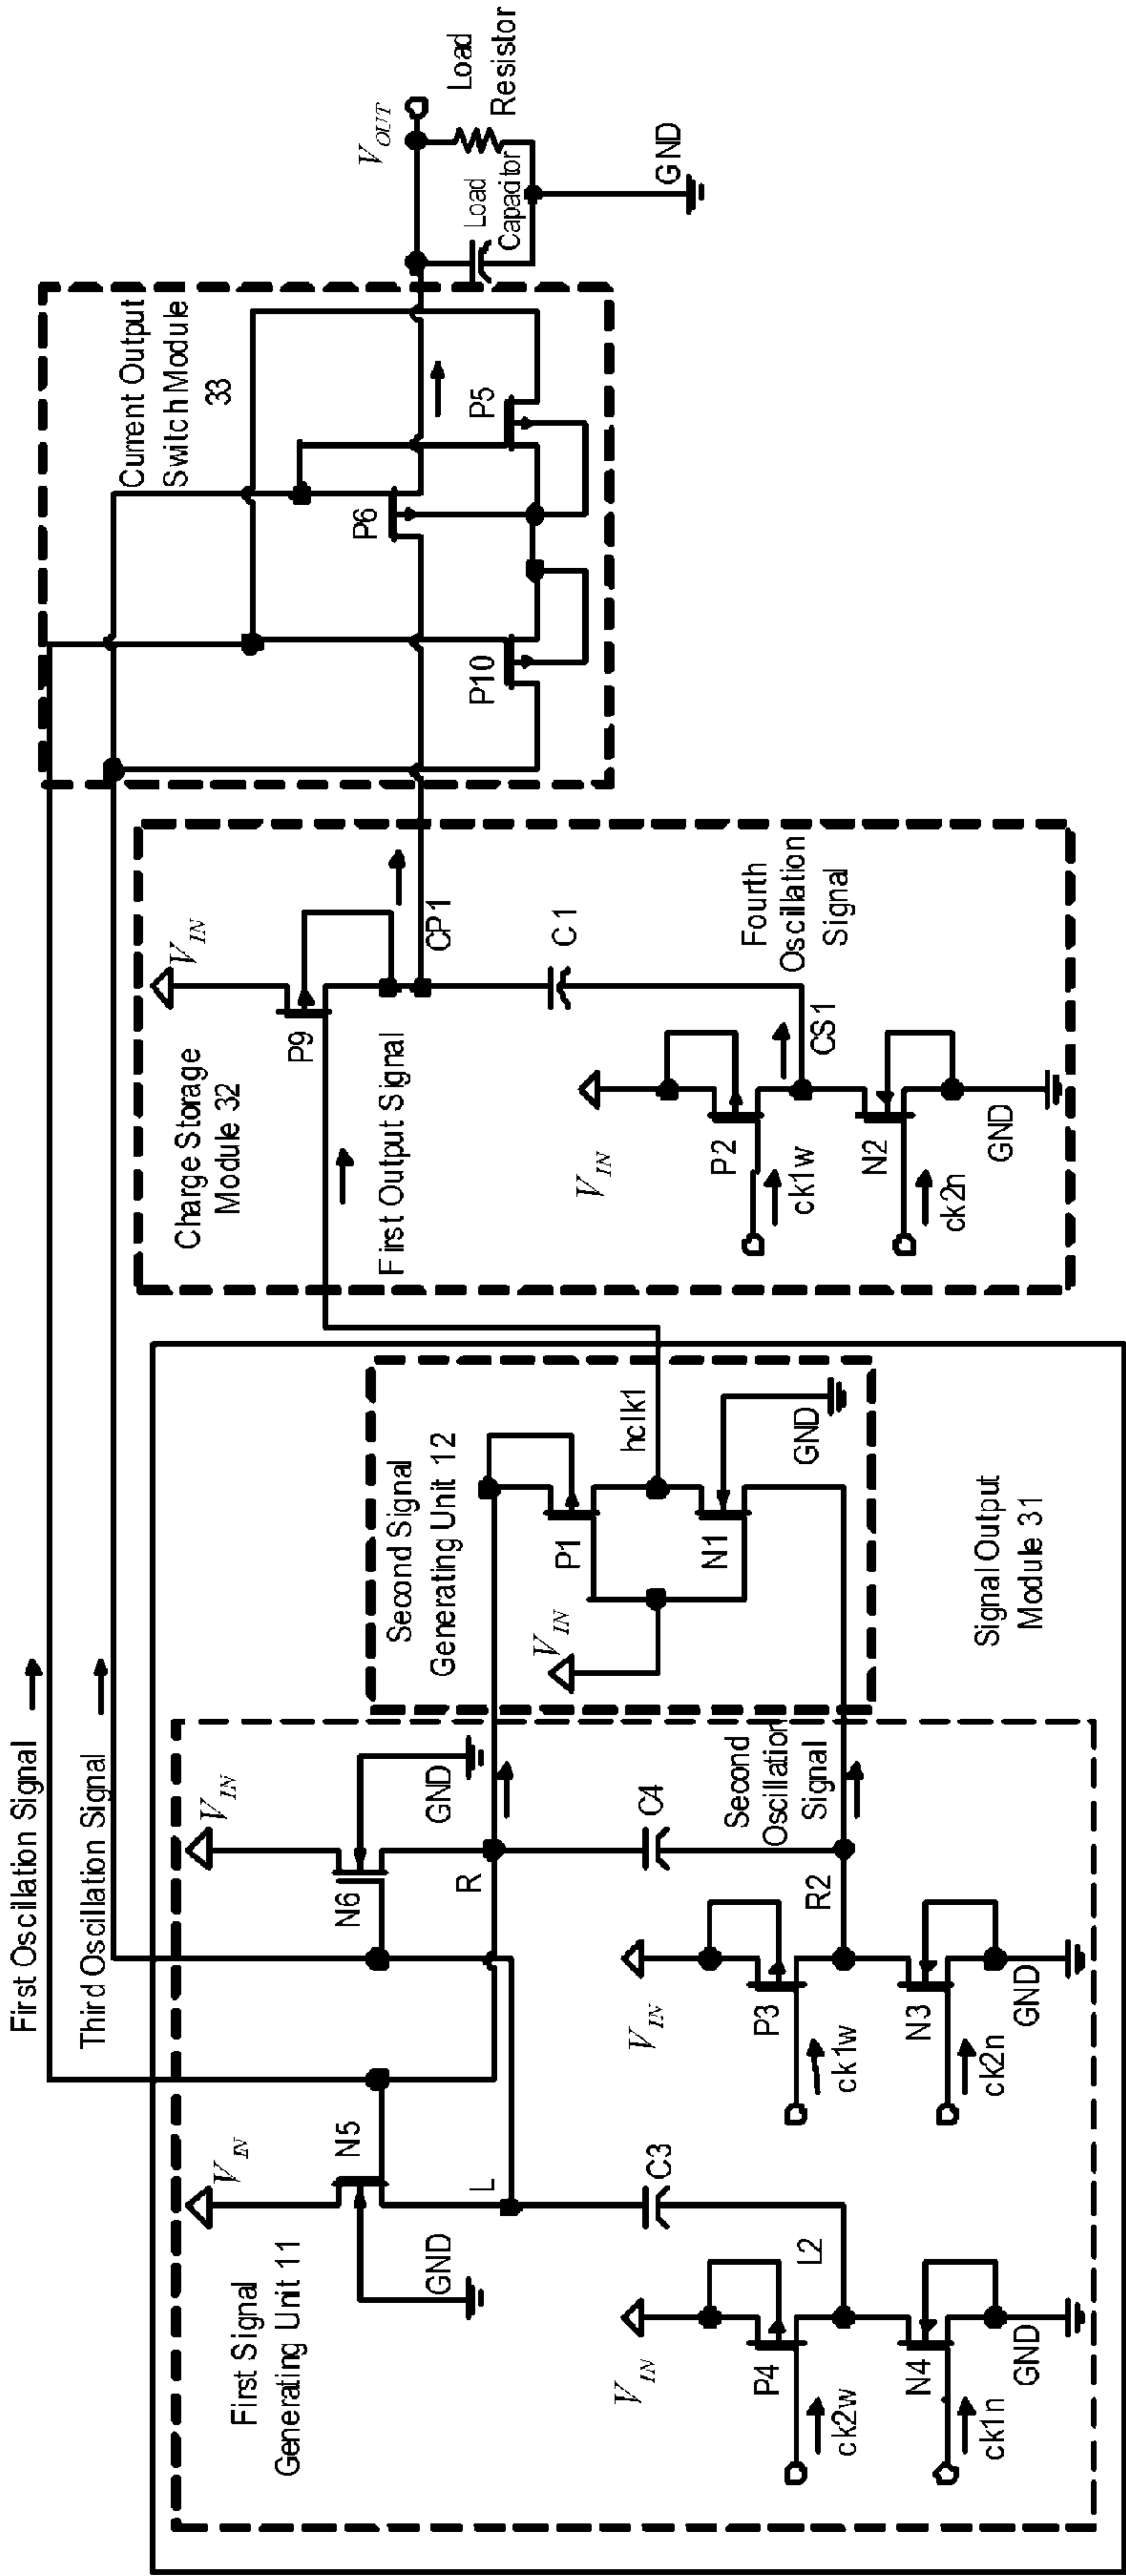 First Oscillation Signal
Third Oscillation Signal
First Signal
Generating Unit 11
V_IN
N5
GND
L
V_IN
N6
GND
R
C3
L2
V_IN
P4
ck2w
N4
ck1n
GND
C4
Second
Oscillation
Signal
R2
V_IN
P3
ck1w
N3
ck2n
GND
Second Signal
Generating Unit 12
V_IN
P1
hclk1
N1
GND
Signal Output
Module 31
Charge Storage
Module 32
V_IN
P9
First Output Signal
CP1
C1
Fourth
Oscillation
Signal
V_IN
P2
ck1w
CS1
N2
ck2n
GND
Current Output
Switch Module
33
P10
P6
P5
V_OUT
Load
Capacitor
Load
Resistor
GND